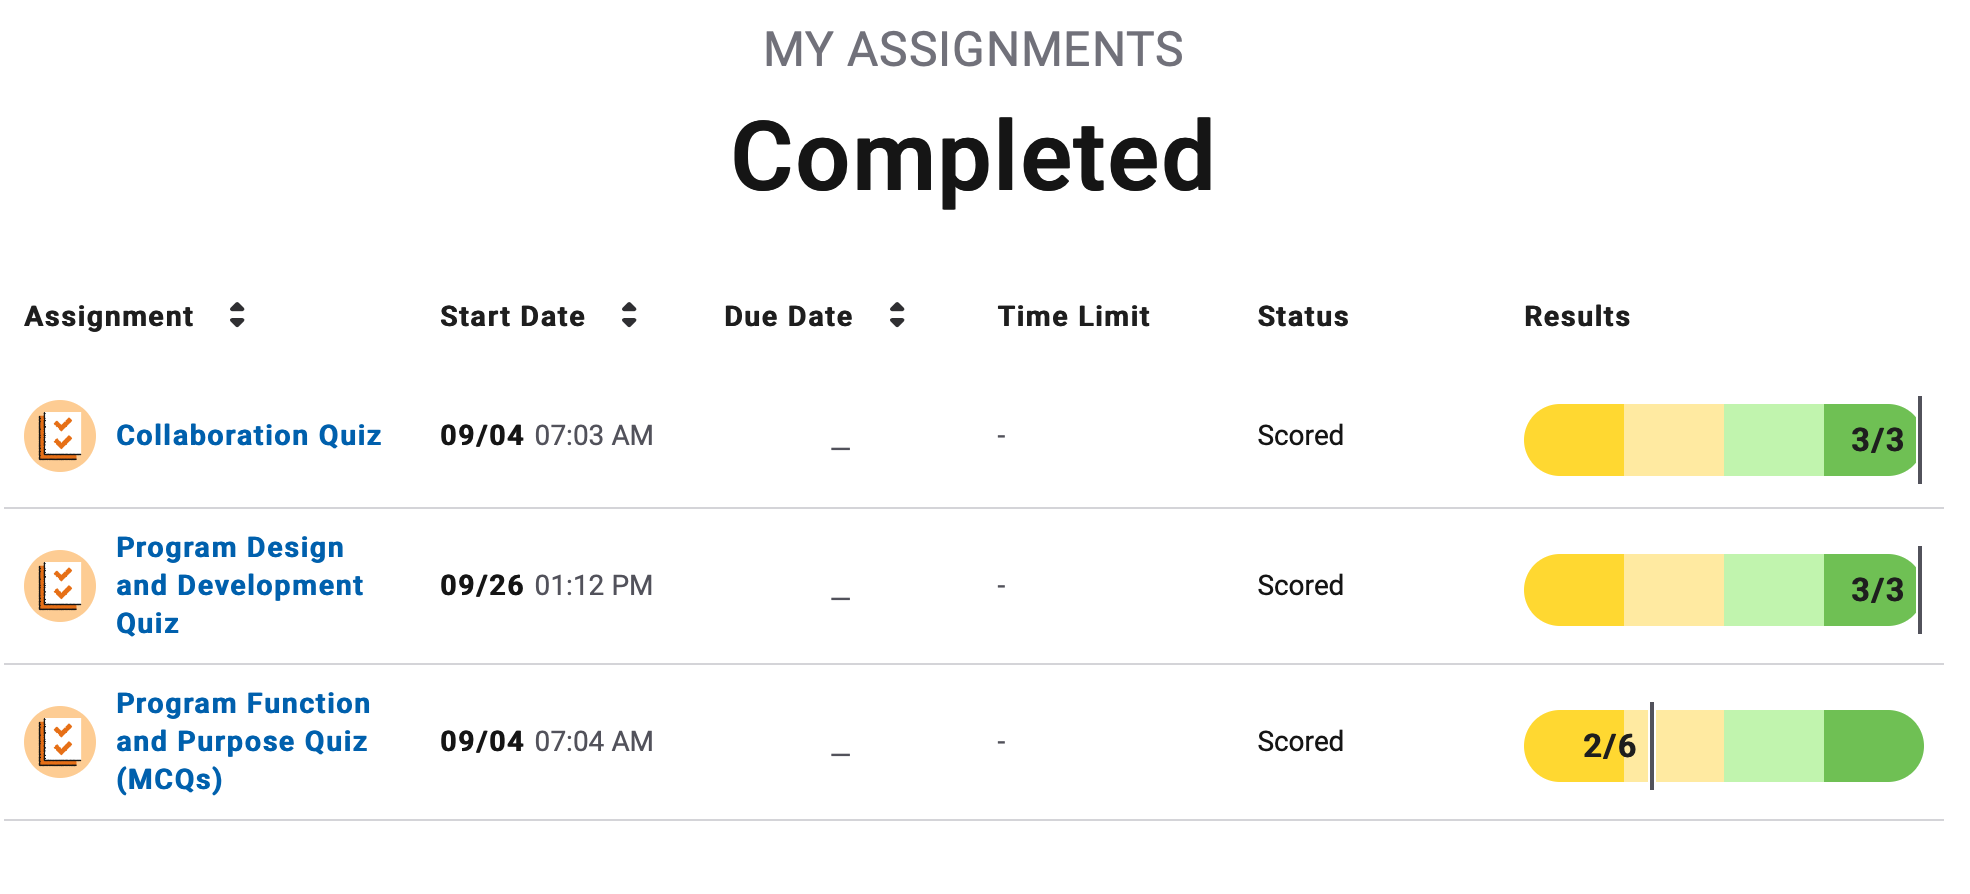 MY ASSIGNMENTS
Completed
Assignment Start Date Due Date Time Limit Status Results
Collaboration Quiz 09/04 07:03 AM _ - Scored 3/3
Program Design
and Development
Quiz
09/26 01:12 PM _ - Scored 3/3
Program Function
and Purpose Quiz
(MCQs)
09/04 07:04 AM _ - Scored 2/6